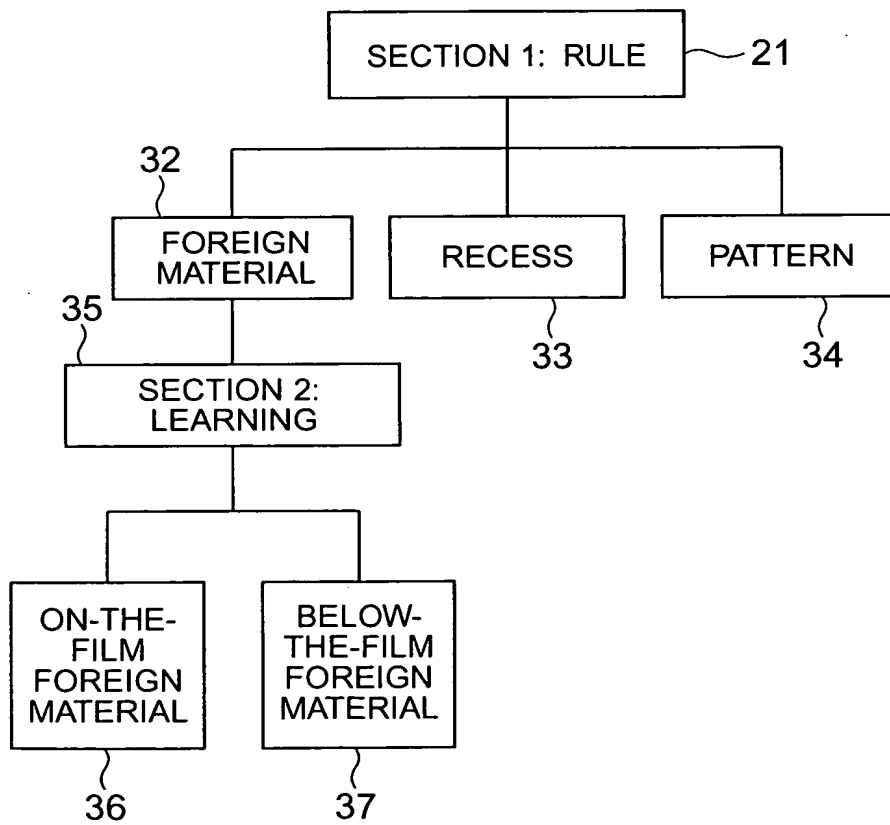 SECTION 1: RULE
21
32
FOREIGN
MATERIAL
RECESS
PATTERN
33
34
35
SECTION 2:
LEARNING
ON-THE-
FILM
FOREIGN
MATERIAL
BELOW-
THE-FILM
FOREIGN
MATERIAL
36
37